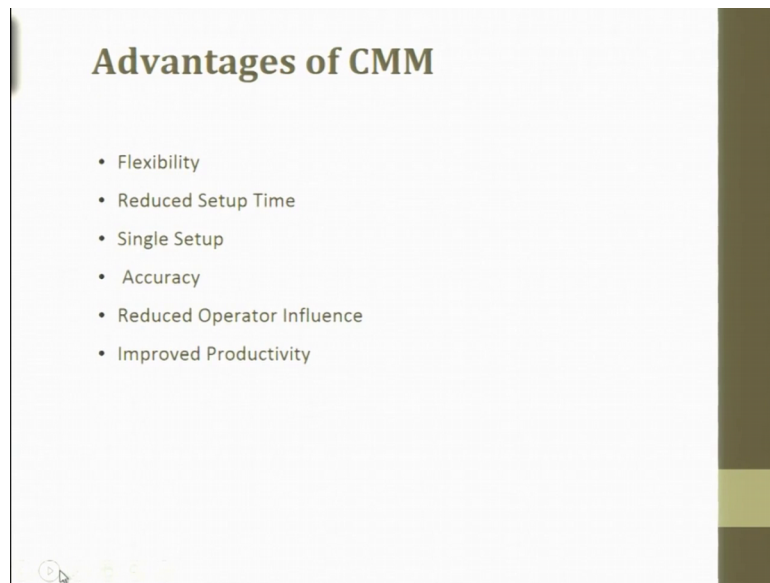 Advantages of CMM
• Flexibility
• Reduced Setup Time
• Single Setup
• Accuracy
• Reduced Operator Influence
• Improved Productivity